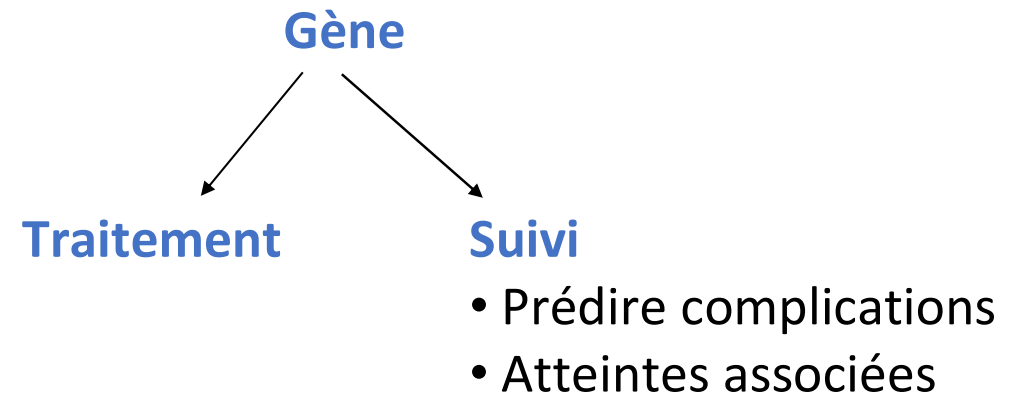 Gène
Traitement
Suivi
• Prédire complications
• Atteintes associées